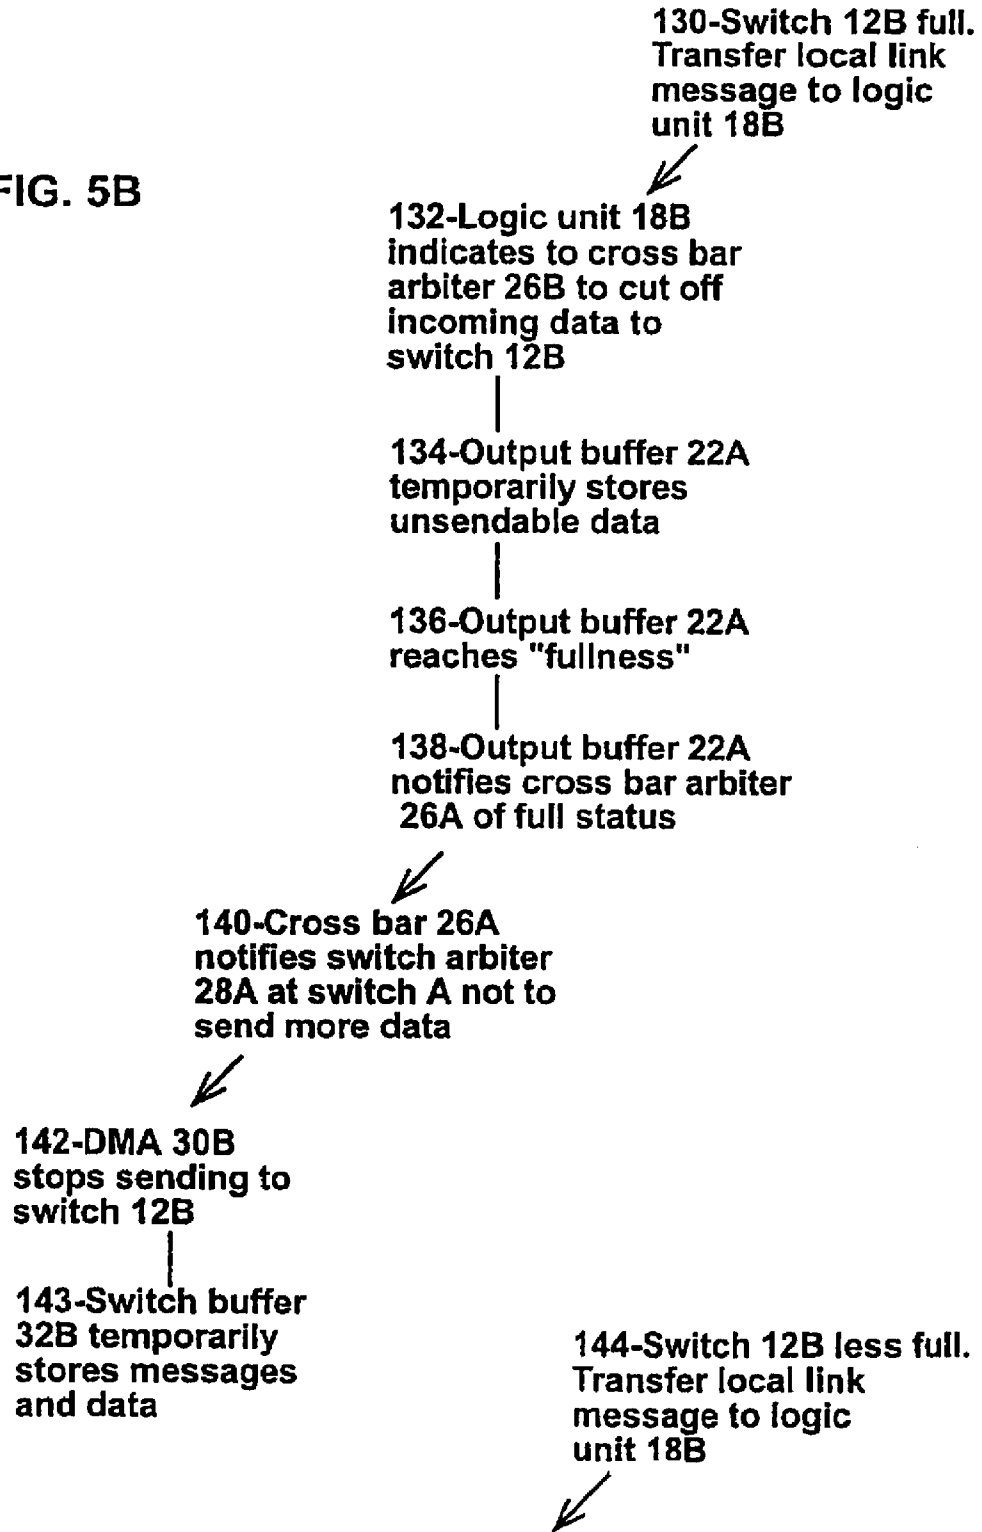 130-Switch 12B full.
Transfer local link
message to logic
unit 18B
FIG. 5B
132-Logic unit 18B
indicates to cross bar
arbiter 26B to cut off
incoming data to
switch 12B
134-Output buffer 22A
temporarily stores
unsendable data
136-Output buffer 22A
reaches "fullness"
138-Output buffer 22A
notifies cross bar arbiter
26A of full status
140-Cross bar 26A
notifies switch arbiter
28A at switch A not to
send more data
142-DMA 30B
stops sending to
switch 12B
143-Switch buffer
32B temporarily
stores messages
and data
144-Switch 12B less full.
Transfer local link
message to logic
unit 18B